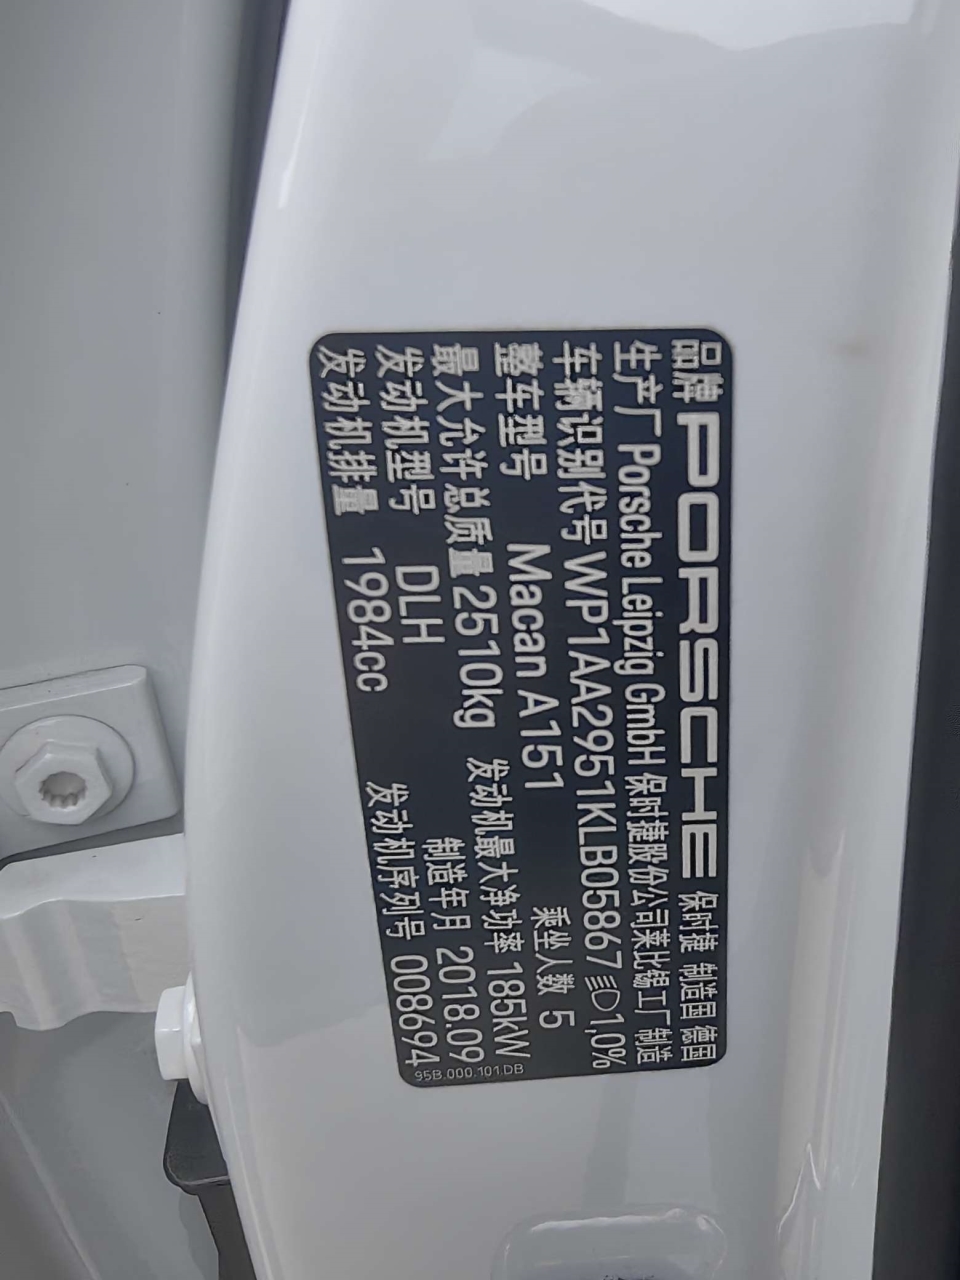 品牌 PORSCHE 保时捷 制造国 德国
生产厂 Porsche Leipzig GmbH 保时捷股份公司莱比锡工厂制造
车辆识别代号 WP1AA2951KLB05867 1,0%
整车型号 Macan A151 乘坐人数 5
最大允许总质量 2510kg 发动机最大净功率 185kW
发动机型号 DLH 制造年月 2018.09
发动机排量 1984cc 发动机序列号 008694
95B.000.101.DB